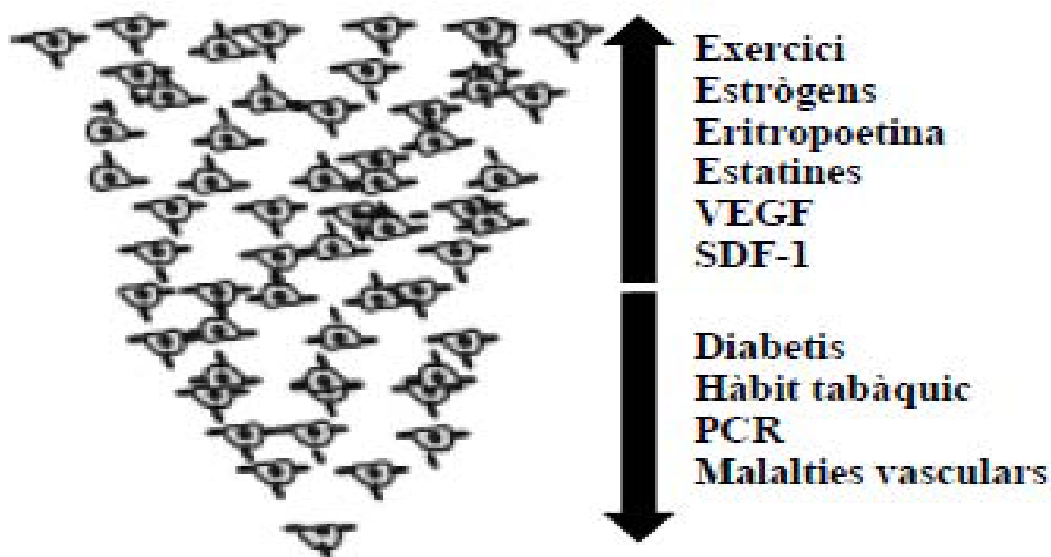 Exercici
Estrògens
Eritropoetina
Estatines
VEGF
SDF-1
Diabetis
Hàbit tabàquic
PCR
Malalties vasculars